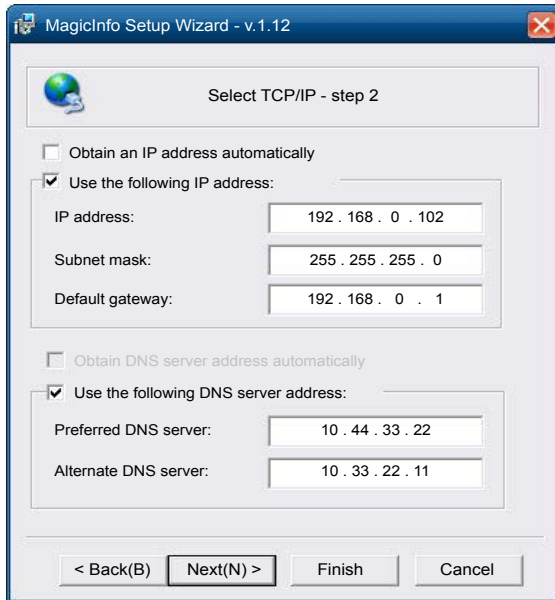 MagicInfo Setup Wizard - v.1.12
Select TCP/IP - step 2
Obtain an IP address automatically
Use the following IP address:
IP address: 192 . 168 . 0 . 102
Subnet mask: 255 . 255 . 255 . 0
Default gateway: 192 . 168 . 0 . 1
Obtain DNS server address automatically
Use the following DNS server address:
Preferred DNS server: 10 . 44 . 33 . 22
Alternate DNS server: 10 . 33 . 22 . 11
< Back(B) Next(N) > Finish Cancel